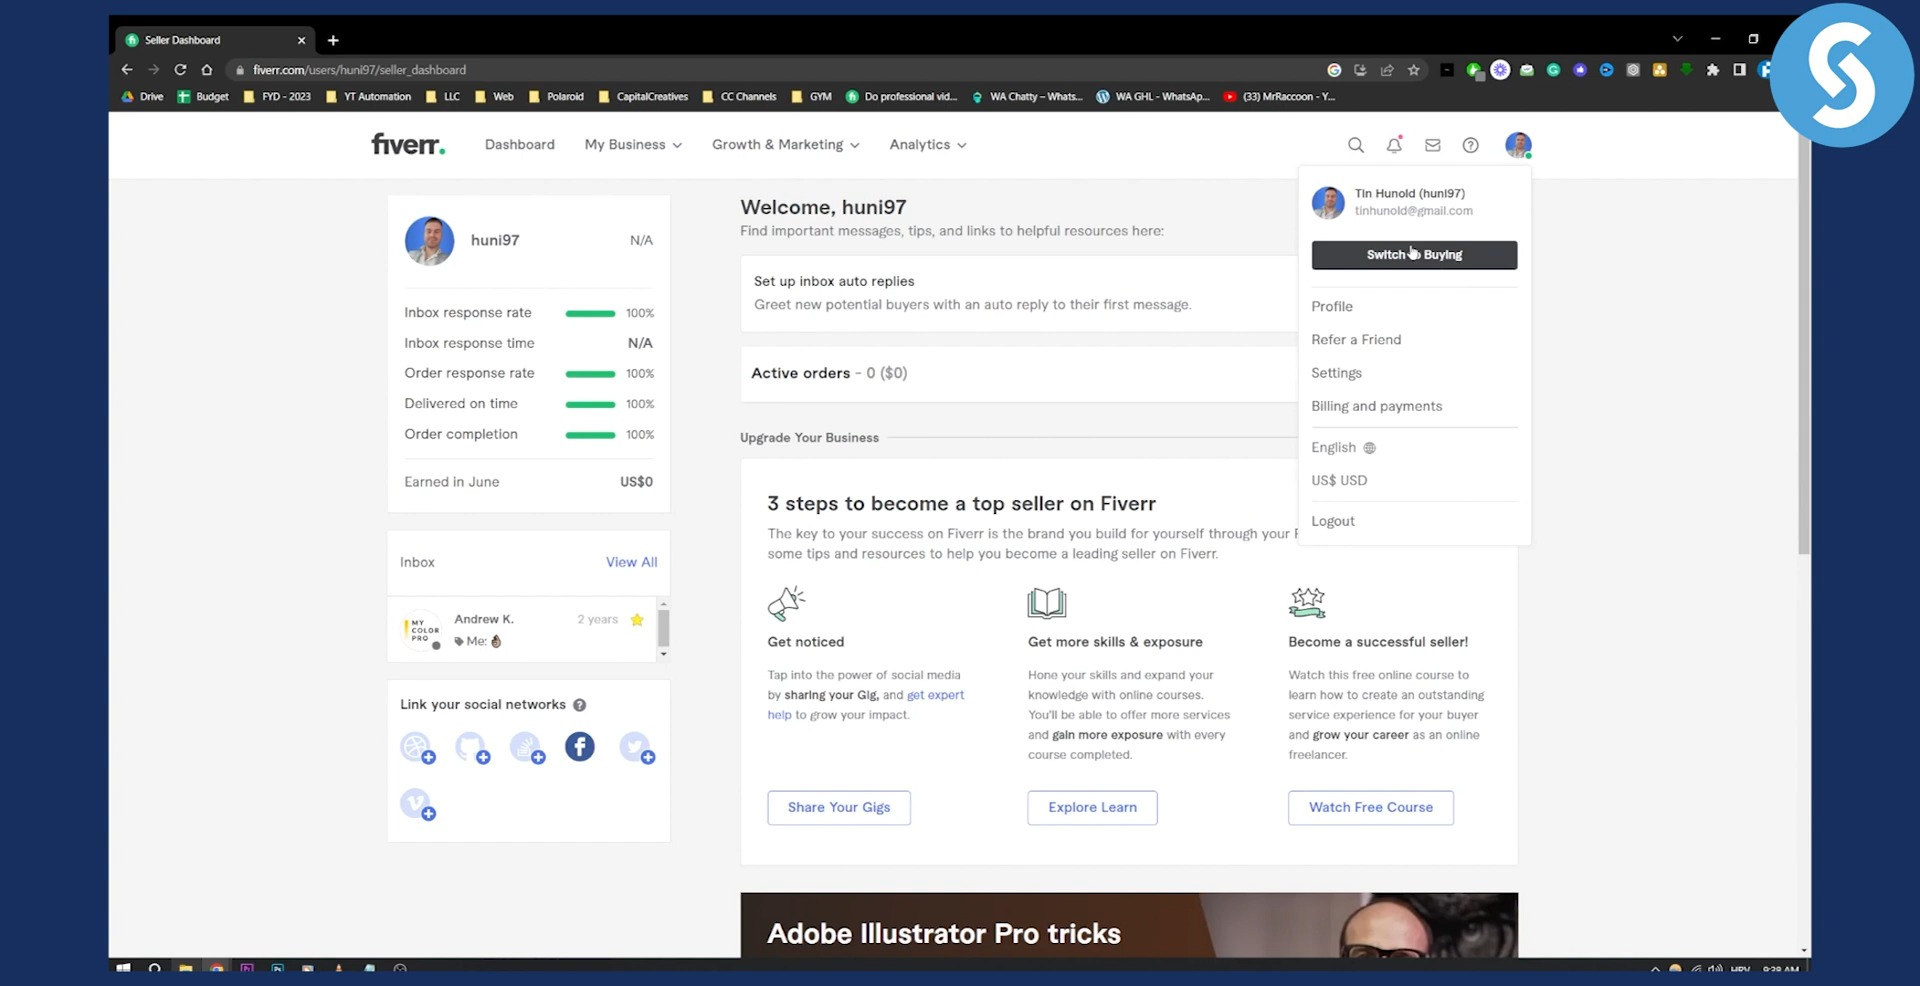 Seller Dashboard
fiverr.com/users/huni97/seller_dashboard
Drive
Budget
FYD - 2023
YT Automation
LLC
Web
Polaroid
CapitalCreatives
CC Channels
GYM
Do professional vid...
WA Chatty – Whats...
WA GHL - WhatsAp...
(33) MrRaccoon - Y...
fiverr.
Dashboard
My Business
Growth & Marketing
Analytics
Tin Hunold (huni97)
tinhunold@gmail.com
Switch to Buying
Profile
Refer a Friend
Settings
Billing and payments
English
US$ USD
Logout
huni97 N/A
Inbox response rate 100%
Inbox response time N/A
Order response rate 100%
Delivered on time 100%
Order completion 100%
Earned in June US$0
Inbox View All
MY
COLOR
PRO
Andrew K. 2 years
Me: 👌🏽
Link your social networks
Welcome, huni97
Find important messages, tips, and links to helpful resources here:
Set up inbox auto replies
Greet new potential buyers with an auto reply to their first message.
Active orders - 0 ($0)
Upgrade Your Business
3 steps to become a top seller on Fiverr
The key to your success on Fiverr is the brand you build for yourself through your
some tips and resources to help you become a leading seller on Fiverr.
Get noticed
Tap into the power of social media
by sharing your Gig, and get expert
help to grow your impact.
Share Your Gigs
Get more skills & exposure
Hone your skills and expand your
knowledge with online courses.
You'll be able to offer more services
and gain more exposure with every
course completed.
Explore Learn
Become a successful seller!
Watch this free online course to
learn how to create an outstanding
service experience for your buyer
and grow your career as an online
freelancer.
Watch Free Course
Adobe Illustrator Pro tricks
HRV
9:38 AM